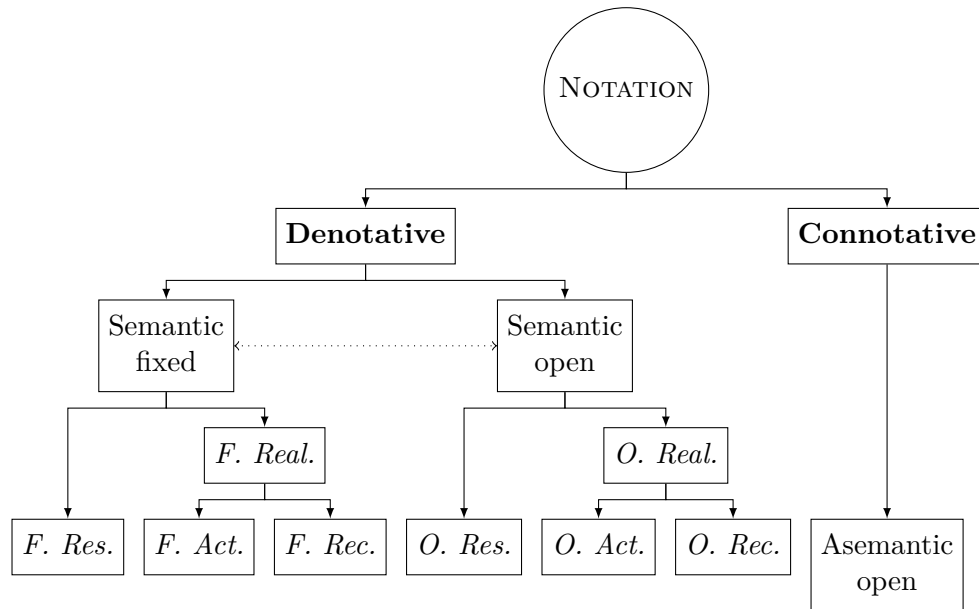 NOTATION
Denotative
Connotative
Semantic
fixed
Semantic
open
F. Real.
O. Real.
F. Res.
F. Act.
F. Rec.
O. Res.
O. Act.
O. Rec.
Asemantic
open